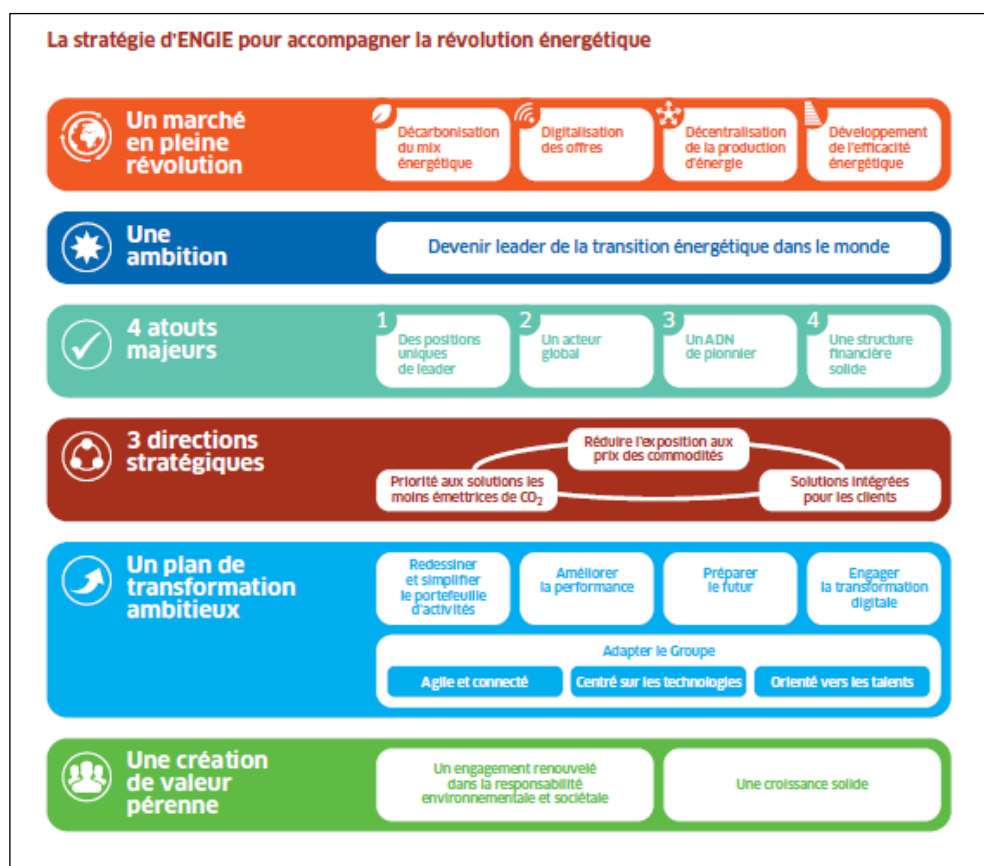 La stratégie d'ENGIE pour accompagner la révolution énergétique
Un marché
en pleine
révolution
Décarbonisation
du mix
énergétique
Digitalisation
des offres
Décentralisation
de la production
d'énergie
Développement
de l'efficacité
énergétique
Une
ambition
Devenir leader de la transition énergétique dans le monde
4 atouts
majeurs
1
Des positions
uniques
de leader
2
Un acteur
global
3
Un ADN
de pionnier
4
Une structure
financière
solide
3 directions
stratégiques
Réduire l'exposition aux
prix des commodités
Priorité aux solutions les
moins émettrices de CO₂
Solutions intégrées
pour les clients
Un plan de
transformation
ambitieux
Redessiner
et simplifier
le portefeuille
d'activités
Améliorer
la performance
Préparer
le futur
Engager
la transformation
digitale
Adapter le Groupe
Agile et connecté
Centré sur les technologies
Orienté vers les talents
Une création
de valeur
pérenne
Un engagement renouvelé
dans la responsabilité
environnementale et sociétale
Une croissance solide